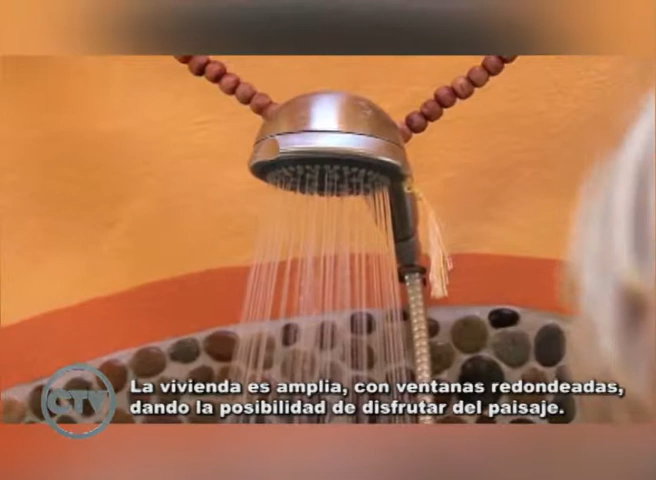 La vivienda es amplia, con ventanas redondeadas,
dando la posibilidad de disfrutar del paisaje.
CTV